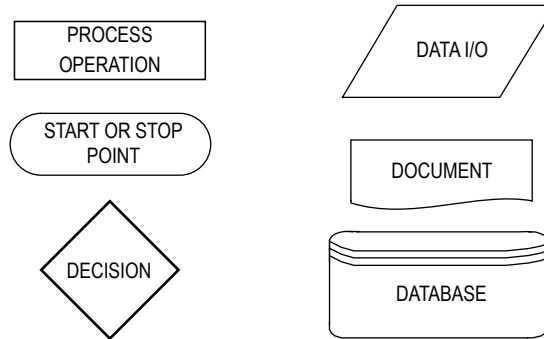 PROCESS
OPERATION
DATA I/O
START OR STOP
POINT
DOCUMENT
DECISION
DATABASE